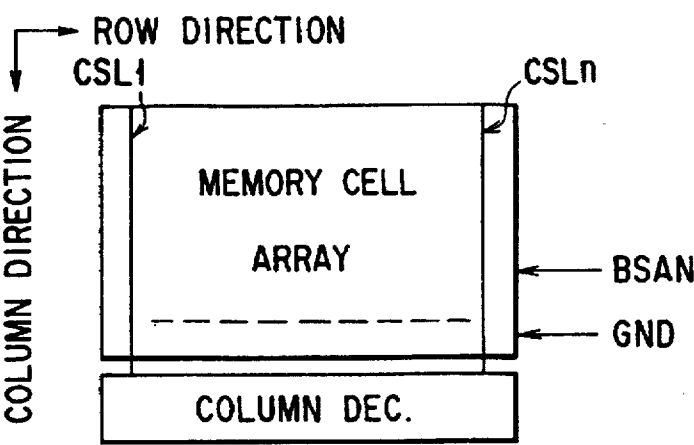 ROW DIRECTION
CSL1
CSLn
COLUMN DIRECTION
MEMORY CELL
ARRAY
BSAN
GND
COLUMN DEC.